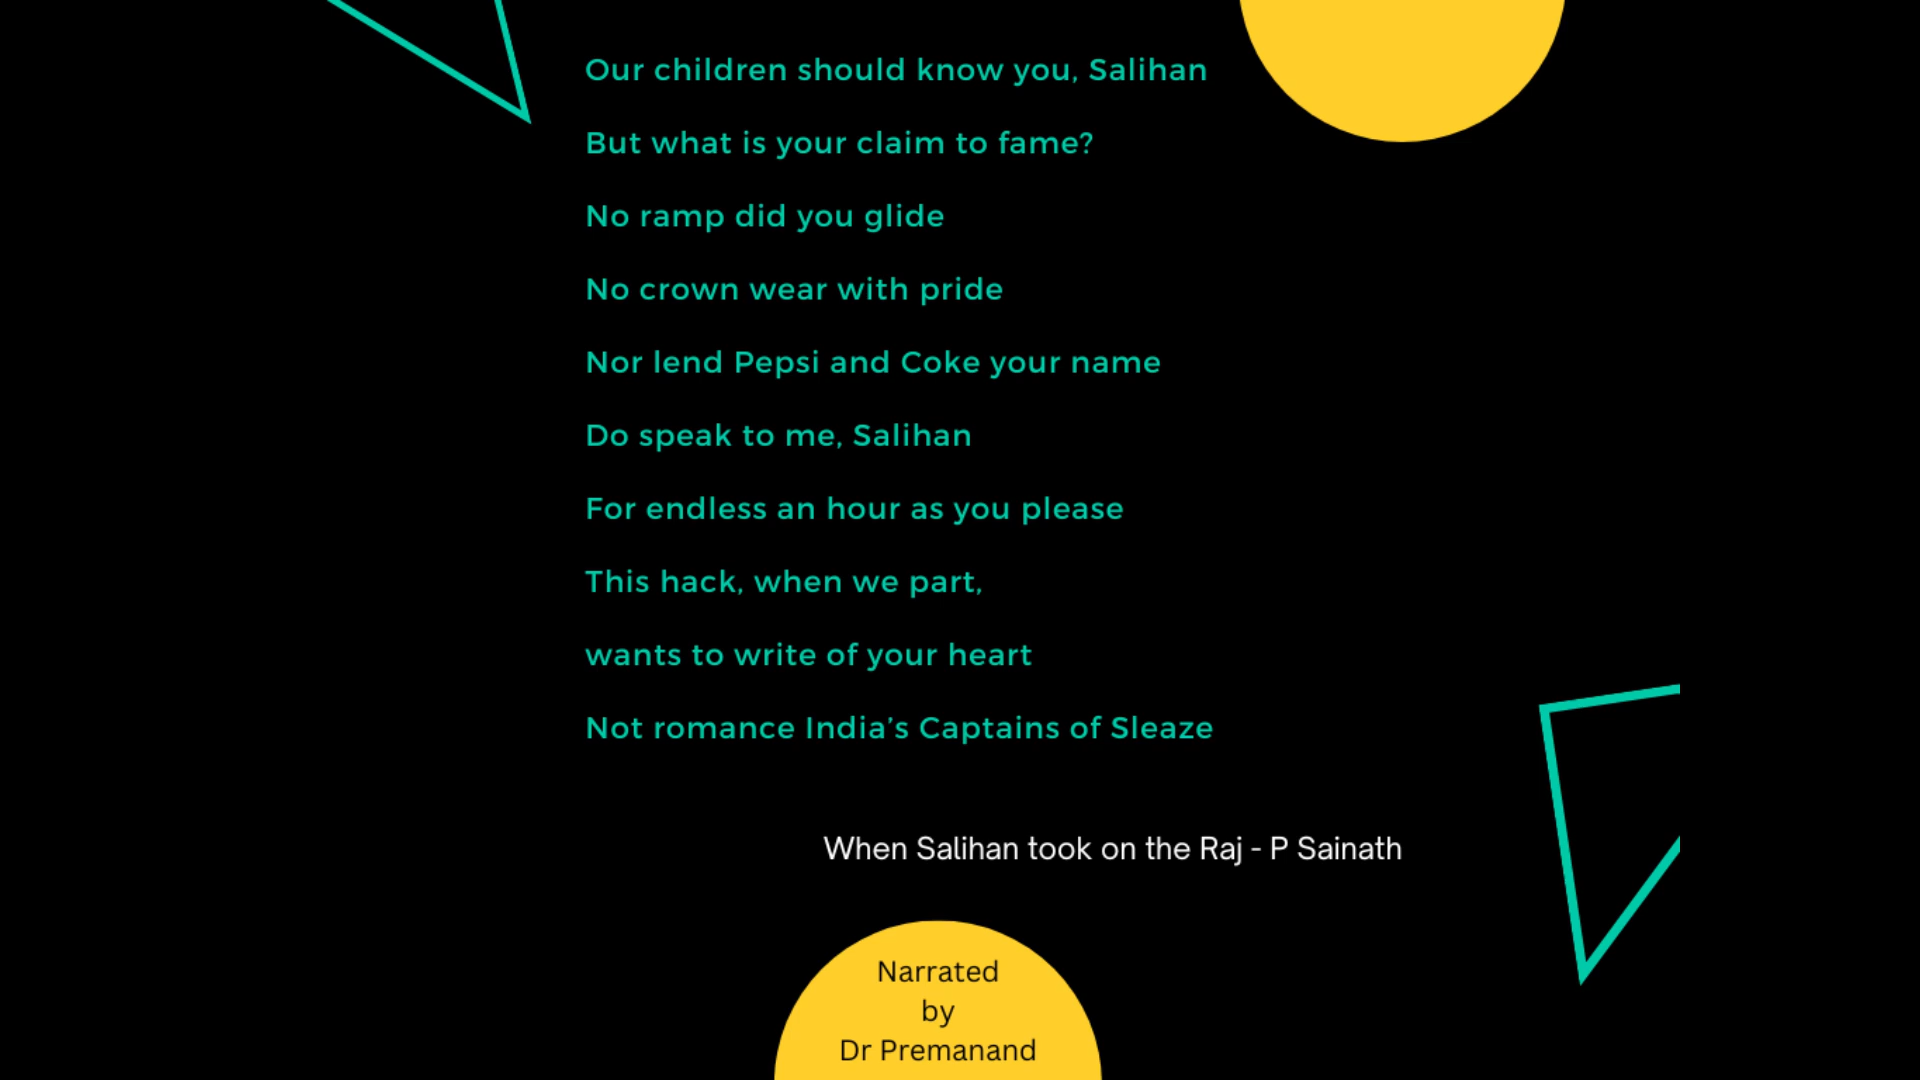 Our children should know you, Salihan
But what is your claim to fame?
No ramp did you glide
No crown wear with pride
Nor lend Pepsi and Coke your name
Do speak to me, Salihan
For endless an hour as you please
This hack, when we part,
wants to write of your heart
Not romance India’s Captains of Sleaze
When Salihan took on the Raj - P Sainath
Narrated
by
Dr Premanand